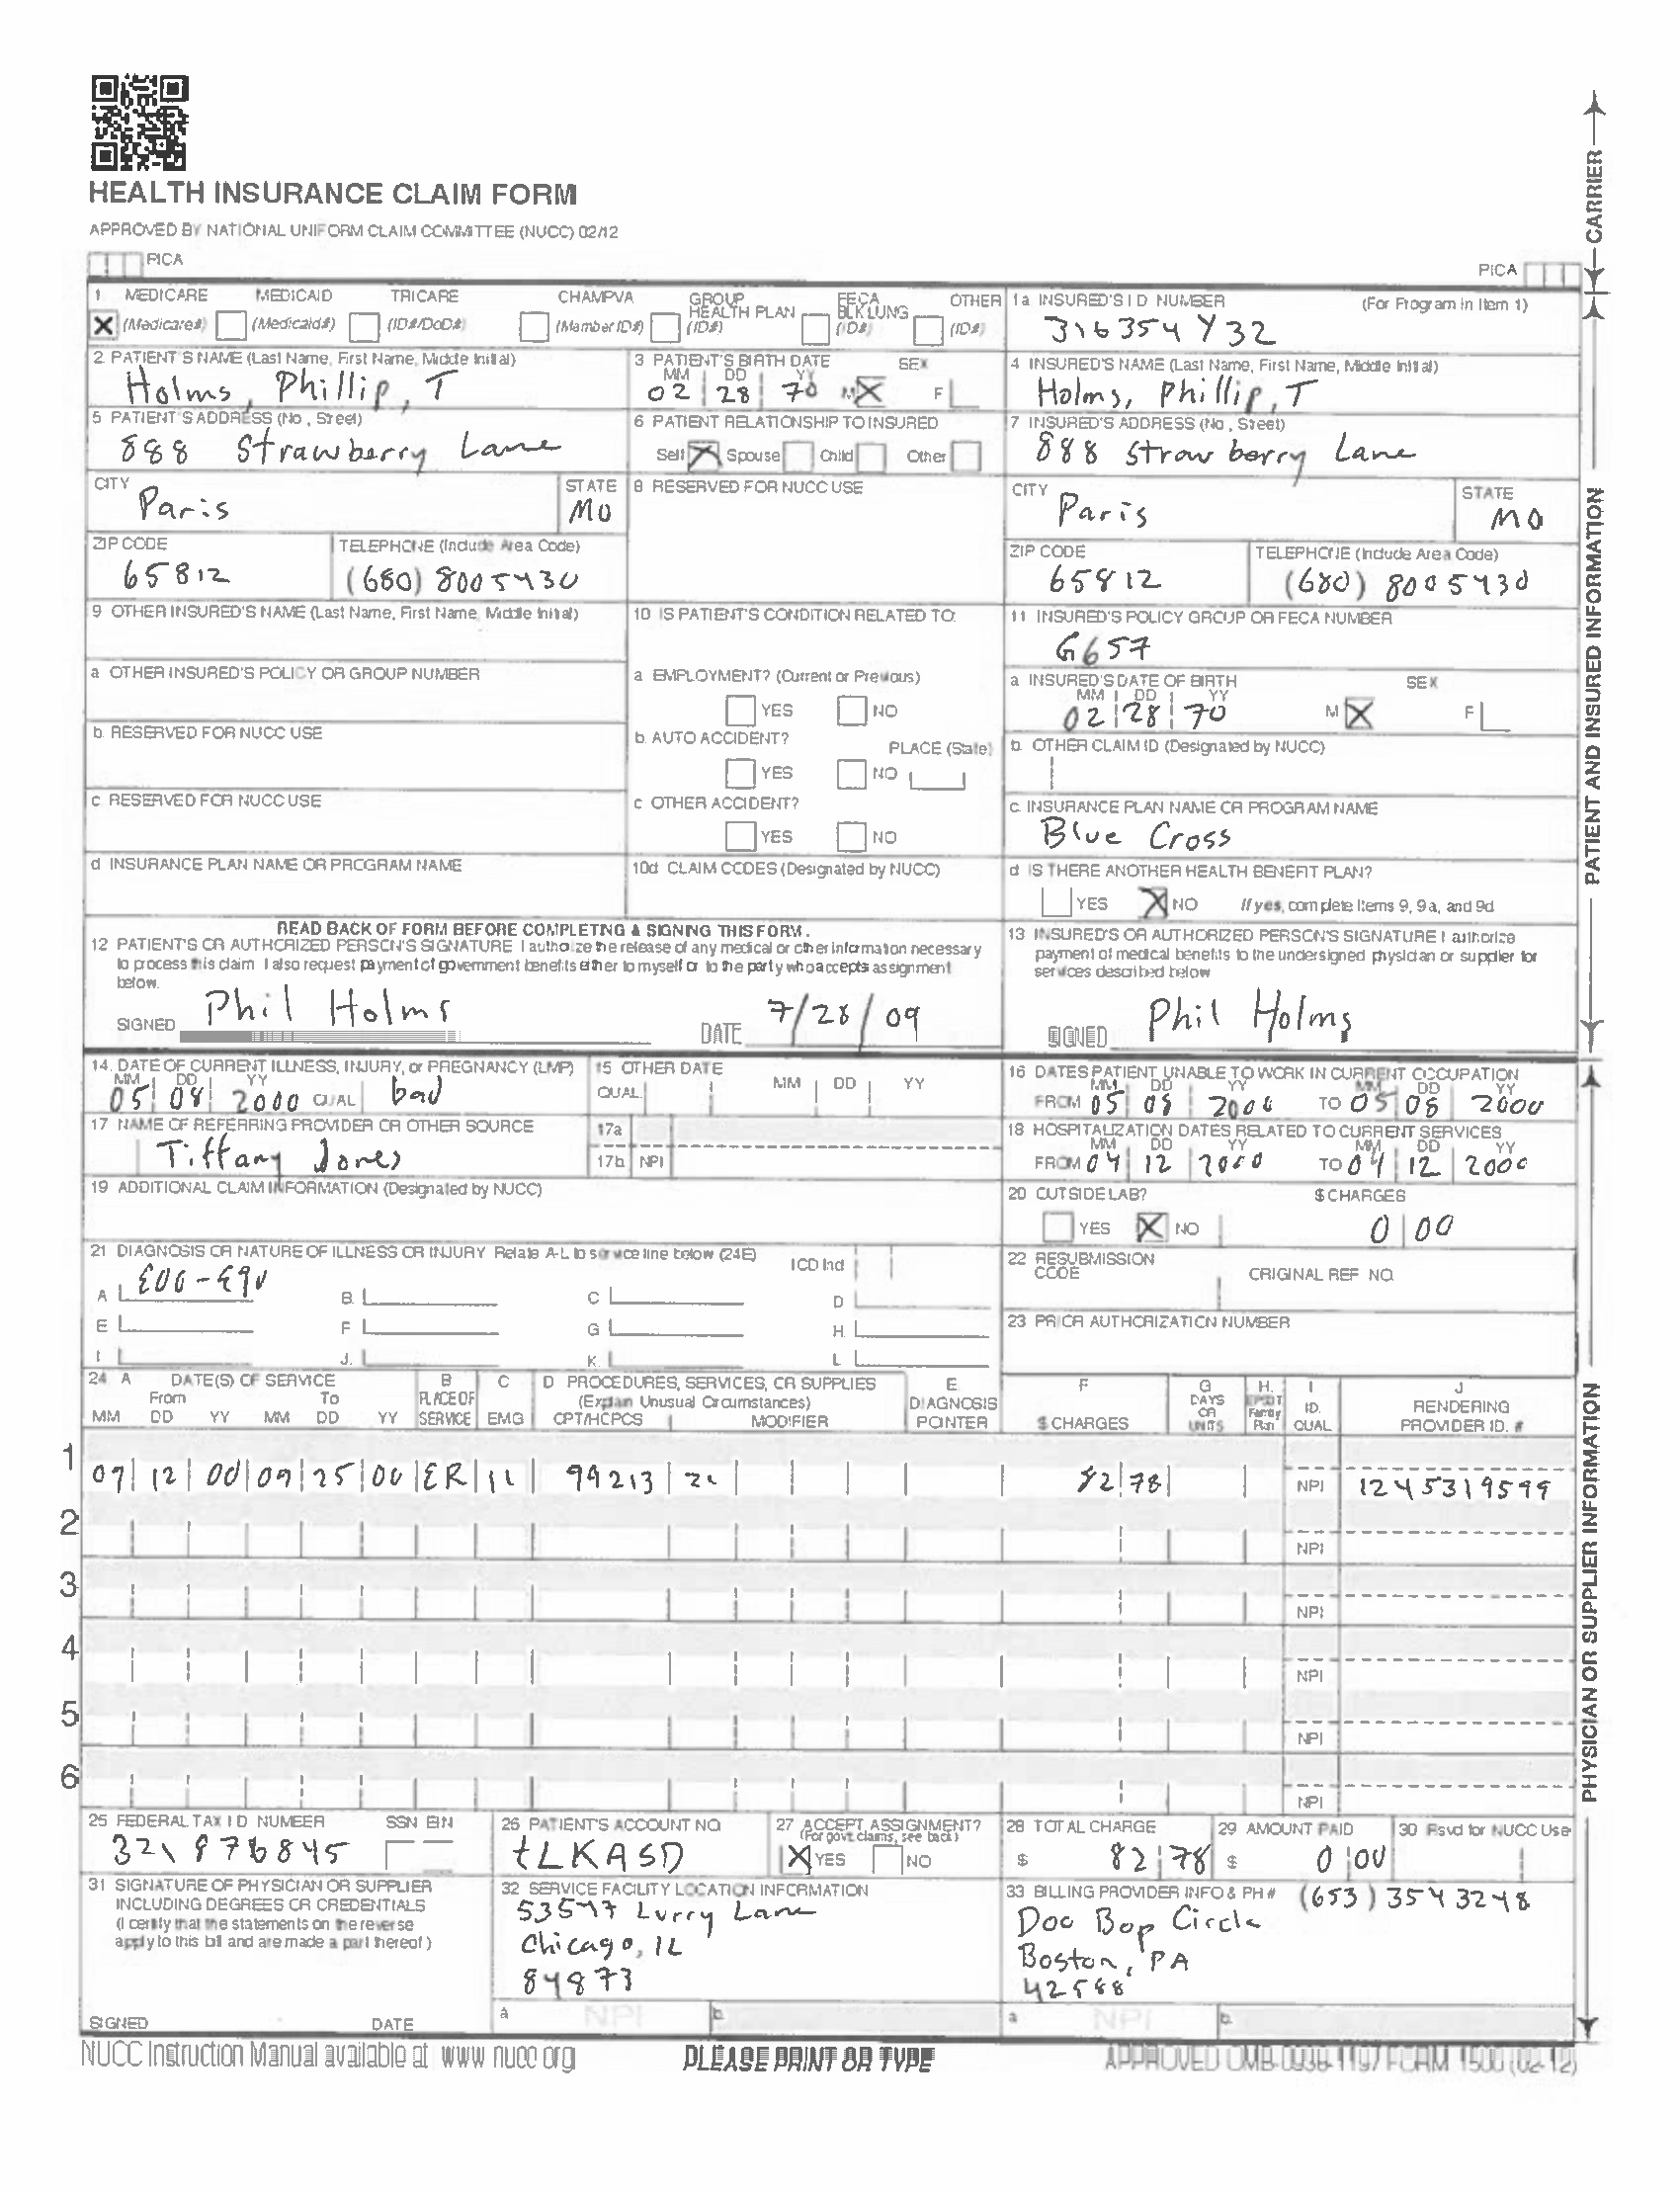 HEALTH INSURANCE CLAIM FORM
APPROVED BY NATIONAL UNIFORM CLAIM COMMITTEE (NUCC) 02/12
PICA
PICA
CARRIER
1 MEDICARE MEDICAID TRICARE CHAMPVA GROUP HEALTH PLAN FECA BLK LUNG OTHER
X (Medicare#) (Medicaid#) (ID#/DoD#) (Member ID#) (ID#) (ID#) (ID#)
1a INSURED'S I D NUMBER (For Program in Item 1)
316354Y32
2 PATIENT'S NAME (Last Name, First Name, Middle Initial)
Holms, Phillip, T
3 PATIENT'S BIRTH DATE SEX
MM DD YY
02 28 70 M X F
4 INSURED'S NAME (Last Name, First Name, Middle Initial)
Holms, Phillip, T
5 PATIENT'S ADDRESS (No , Street)
888 Strawberry Lane
6 PATIENT RELATIONSHIP TO INSURED
Self X Spouse Child Other
7 INSURED'S ADDRESS (No , Street)
888 Strawberry Lane
CITY
Paris
STATE
MO
8 RESERVED FOR NUCC USE
CITY
Paris
STATE
MO
ZIP CODE
65812
TELEPHONE (Include Area Code)
(680) 8005430
ZIP CODE
65812
TELEPHONE (Include Area Code)
(680) 8005430
9 OTHER INSURED'S NAME (Last Name, First Name, Middle Initial)
10 IS PATIENT'S CONDITION RELATED TO:
11 INSURED'S POLICY GROUP OR FECA NUMBER
G657
a OTHER INSURED'S POLICY OR GROUP NUMBER
a EMPLOYMENT? (Current or Previous)
YES NO
a INSURED'S DATE OF BIRTH SEX
MM DD YY
02 28 70 M X F
b. RESERVED FOR NUCC USE
b. AUTO ACCIDENT? PLACE (State)
YES NO
b. OTHER CLAIM ID (Designated by NUCC)
c RESERVED FOR NUCC USE
c OTHER ACCIDENT?
YES NO
c. INSURANCE PLAN NAME OR PROGRAM NAME
Blue Cross
d INSURANCE PLAN NAME OR PROGRAM NAME
10d CLAIM CODES (Designated by NUCC)
d IS THERE ANOTHER HEALTH BENEFIT PLAN?
YES X NO If yes, complete Items 9, 9a, and 9d
PATIENT AND INSURED INFORMATION
READ BACK OF FORM BEFORE COMPLETING & SIGNING THIS FORM.
12 PATIENT'S OR AUTHORIZED PERSON'S SIGNATURE I authorize the release of any medical or other information necessary
to process this claim I also request payment of government benefits either to myself or to the party who accepts assignment
below.
SIGNED Phil Holms DATE 7/28/09
13 INSURED'S OR AUTHORIZED PERSON'S SIGNATURE I authorize
payment of medical benefits to the undersigned physician or supplier for
services described below
SIGNED Phil Holms
14. DATE OF CURRENT ILLNESS, INJURY, or PREGNANCY (LMP)
MM DD YY
05 08 2000 QUAL bad
15 OTHER DATE
QUAL MM DD YY
16 DATES PATIENT UNABLE TO WORK IN CURRENT OCCUPATION
MM DD YY MM DD YY
FROM 05 08 2000 TO 05 08 2000
17 NAME OF REFERRING PROVIDER OR OTHER SOURCE
Tiffany Jones
17a
17b NPI
18 HOSPITALIZATION DATES RELATED TO CURRENT SERVICES
MM DD YY MM DD YY
FROM 04 12 2000 TO 04 12 2000
19 ADDITIONAL CLAIM INFORMATION (Designated by NUCC)
20 OUTSIDE LAB? $ CHARGES
YES X NO 0 00
21 DIAGNOSIS OR NATURE OF ILLNESS OR INJURY Relate A-L to service line below (24E) ICD Ind
A E00-E90 B. C D
E F G H.
I J. K. L
22 RESUBMISSION CODE ORIGINAL REF NO
23 PRIOR AUTHORIZATION NUMBER
24 A DATE(S) OF SERVICE B C D PROCEDURES, SERVICES, OR SUPPLIES E F G H. I J
From To PLACE OF (Explain Unusual Circumstances) DIAGNOSIS DAYS OR UNITS EPSDT Family Plan ID. RENDERING
MM DD YY MM DD YY SERVICE EMG CPT/HCPCS MODIFIER POINTER $ CHARGES QUAL PROVIDER ID. #
1 07 12 00 09 25 00 ER 99213 82 78 NPI 1245319599
2 NPI
3 NPI
4 NPI
5 NPI
6 NPI
PHYSICIAN OR SUPPLIER INFORMATION
25 FEDERAL TAX I D NUMBER SSN EIN
321876845
26 PATIENT'S ACCOUNT NO
tLKASD
27 ACCEPT ASSIGNMENT?
(For govt. claims, see back)
X YES NO
28 TOTAL CHARGE
$ 82 78
29 AMOUNT PAID
$ 0 00
30 Rsvd for NUCC Use
31 SIGNATURE OF PHYSICIAN OR SUPPLIER
INCLUDING DEGREES OR CREDENTIALS
(I certify that the statements on the reverse
apply to this bill and are made a part thereof )
SIGNED DATE
32 SERVICE FACILITY LOCATION INFORMATION
Lurry Lane
Chicago, IL
84873
a NPI b
33 BILLING PROVIDER INFO & PH # (653) 3543248
Doo Bop Circle
Boston, PA
42588
a NPI b
NUCC Instruction Manual available at www nucc org
PLEASE PRINT OR TYPE
APPROVED OMB-0938-1197 FORM 1500 (02-12)